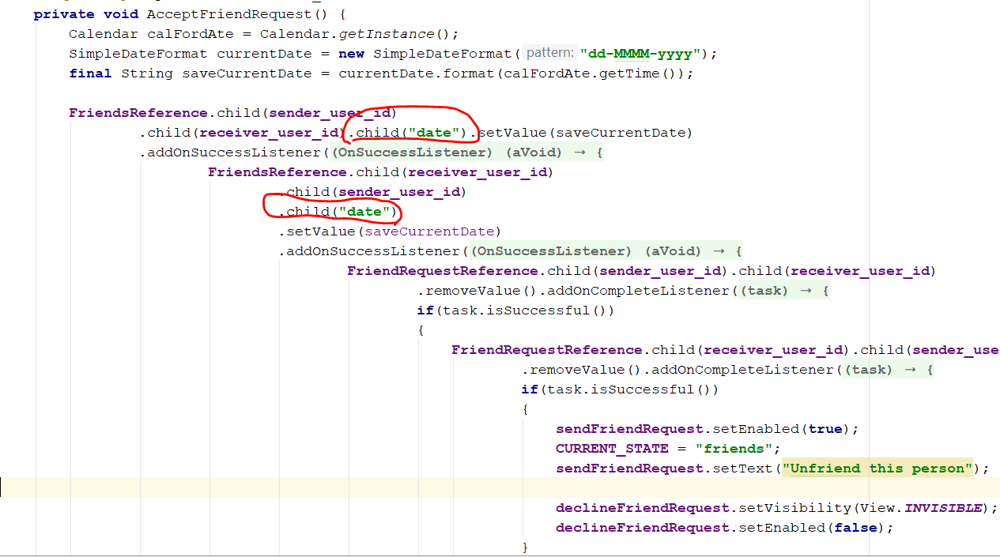 private void AcceptFriendRequest() {
Calendar calFordAte = Calendar.getInstance();
SimpleDateFormat currentDate = new SimpleDateFormat( pattern: "dd-MMMM-yyyy");
final String saveCurrentDate = currentDate.format(calFordAte.getTime());
FriendsReference.child(sender_user_id)
.child(receiver_user_id).child("date").setValue(saveCurrentDate)
.addOnSuccessListener((OnSuccessListener) (aVoid) → {
FriendsReference.child(receiver_user_id)
.child(sender_user_id)
.child("date")
.setValue(saveCurrentDate)
.addOnSuccessListener((OnSuccessListener) (aVoid) → {
FriendRequestReference.child(sender_user_id).child(receiver_user_id)
.removeValue().addOnCompleteListener((task) → {
if(task.isSuccessful())
{
FriendRequestReference.child(receiver_user_id).child(sender_use
.removeValue().addOnCompleteListener((task) → {
if(task.isSuccessful())
{
sendFriendRequest.setEnabled(true);
CURRENT_STATE = "friends";
sendFriendRequest.setText("Unfriend this person");
declineFriendRequest.setVisibility(View.INVISIBLE);
declineFriendRequest.setEnabled(false);
}